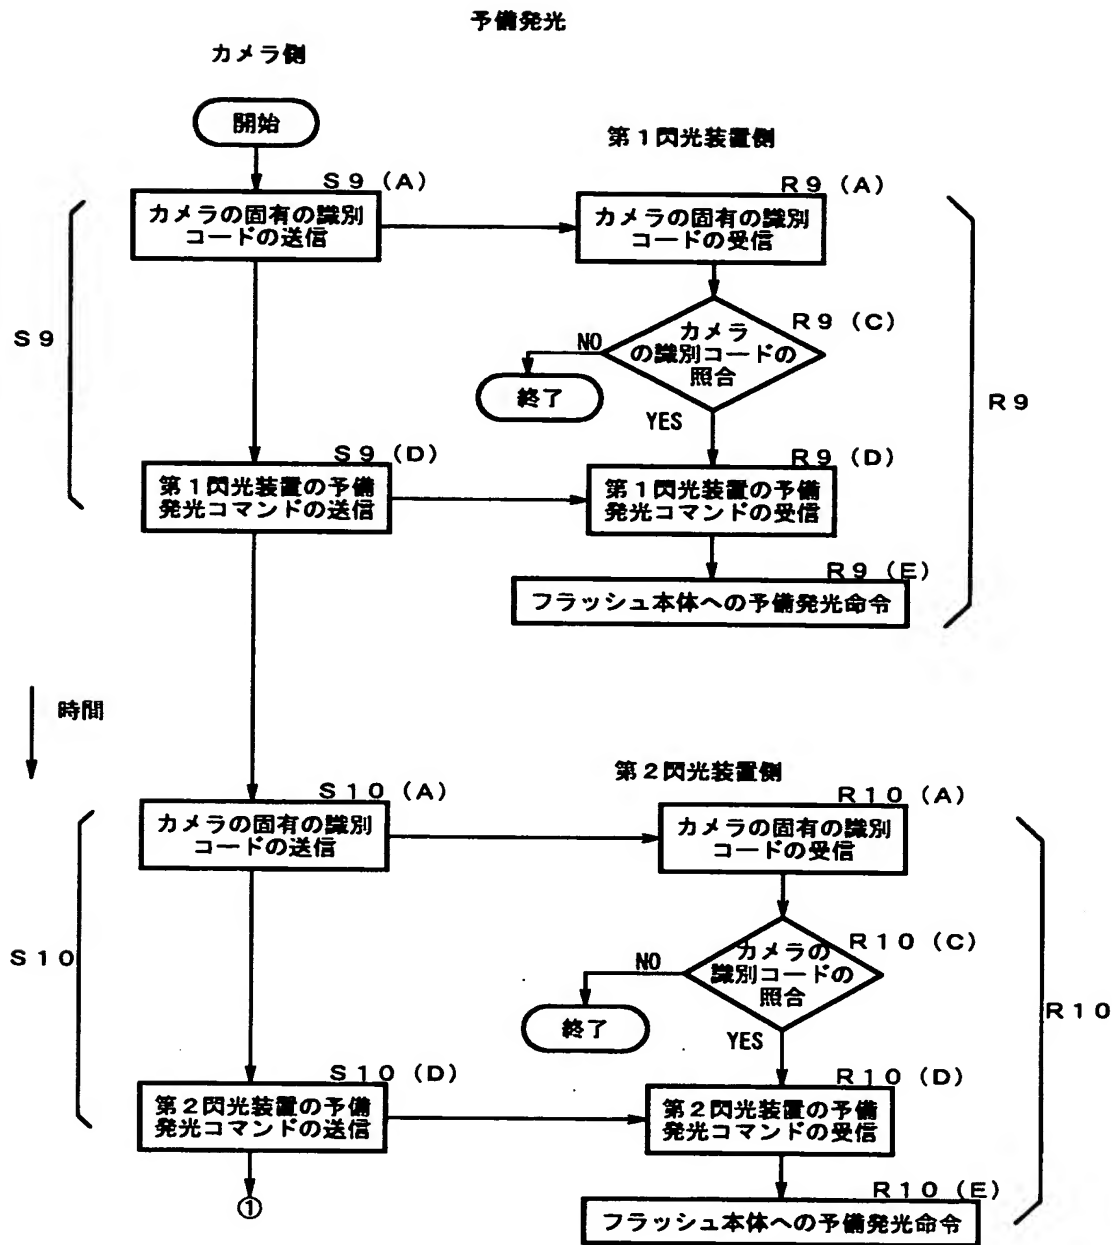 予備発光
カメラ側
開始
第1閃光装置側
S9(A)
カメラの固有の識別
コードの送信
R9(A)
カメラの固有の識別
コードの受信
S9
R9(C)
カメラ
の識別コードの
照合
NO
終了
YES
R9
S9(D)
第1閃光装置の予備
発光コマンドの送信
R9(D)
第1閃光装置の予備
発光コマンドの受信
R9(E)
フラッシュ本体への予備発光命令
時間
第2閃光装置側
S10(A)
カメラの固有の識別
コードの送信
R10(A)
カメラの固有の識別
コードの受信
S10
R10(C)
カメラの
識別コードの
照合
NO
終了
YES
R10
S10(D)
第2閃光装置の予備
発光コマンドの送信
R10(D)
第2閃光装置の予備
発光コマンドの受信
①
R10(E)
フラッシュ本体への予備発光命令